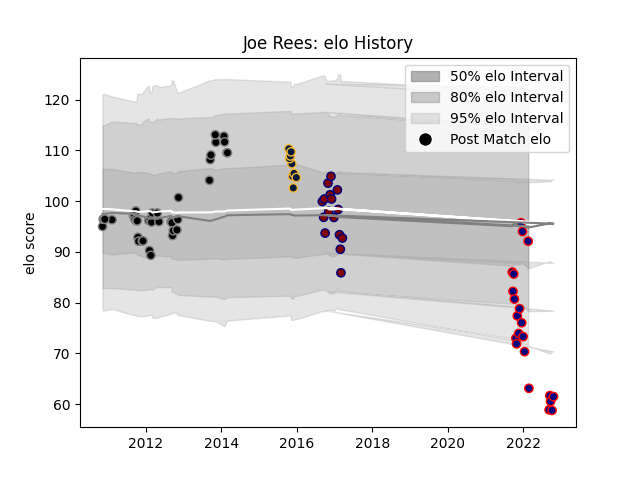 Joe Rees: elo History
50% elo Interval
80% elo Interval
95% elo Interval
Post Match elo
elo score
120
110
100
90
80
70
60
2012
2014
2016
2018
2020
2022